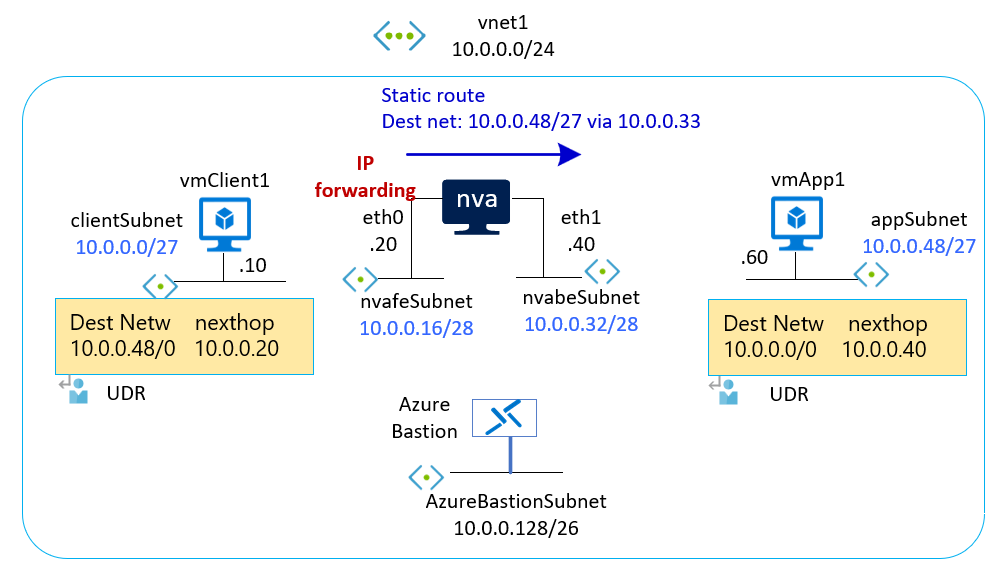 vnet1
10.0.0.0/24
Static route
Dest net: 10.0.0.48/27 via 10.0.0.33
IP
forwarding
vmClient1
clientSubnet
10.0.0.0/27
.10
nva
eth0
.20
eth1
.40
nvafeSubnet
10.0.0.16/28
nvabeSubnet
10.0.0.32/28
vmApp1
appSubnet
10.0.0.48/27
.60
Dest Netw nexthop
10.0.0.48/0 10.0.0.20
UDR
Dest Netw nexthop
10.0.0.0/0 10.0.0.40
UDR
Azure
Bastion
AzureBastionSubnet
10.0.0.128/26